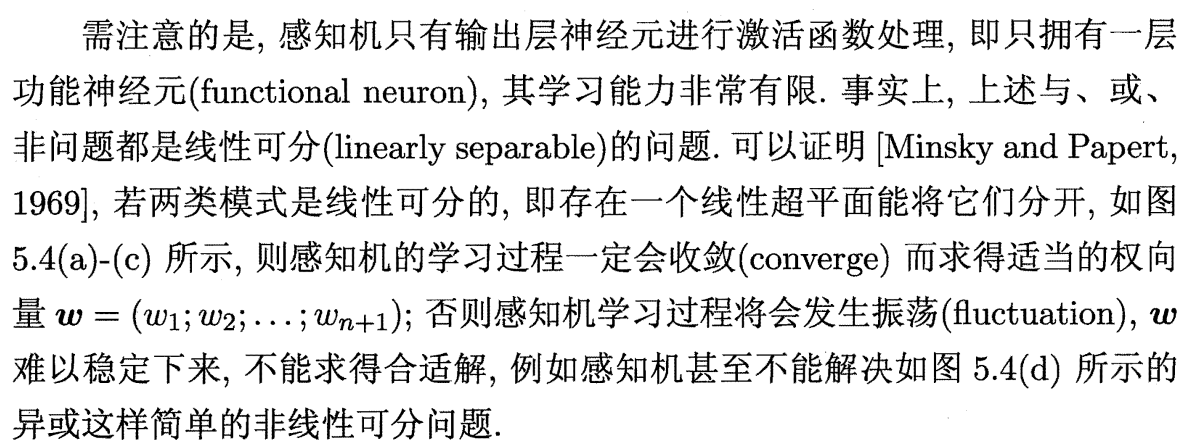 需注意的是, 感知机只有输出层神经元进行激活函数处理, 即只拥有一层
功能神经元(functional neuron), 其学习能力非常有限. 事实上, 上述与、或、
非问题都是线性可分(linearly separable)的问题. 可以证明 [Minsky and Papert,
1969], 若两类模式是线性可分的, 即存在一个线性超平面能将它们分开, 如图
5.4(a)-(c) 所示, 则感知机的学习过程一定会收敛(converge) 而求得适当的权向
量 w = (w₁; w₂; . . . ; wₙ₊₁); 否则感知机学习过程将会发生振荡(fluctuation), w
难以稳定下来, 不能求得合适解, 例如感知机甚至不能解决如图 5.4(d) 所示的
异或这样简单的非线性可分问题.